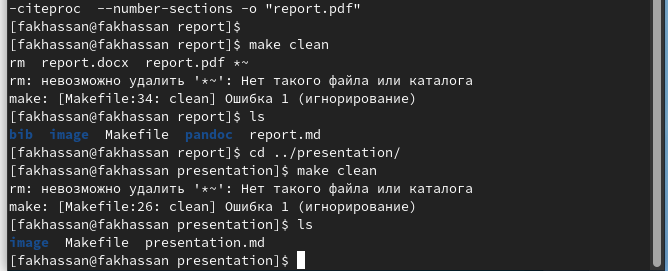 -citeproc  --number-sections -o "report.pdf"
[fakhassan@fakhassan report]$
[fakhassan@fakhassan report]$ make clean
rm  report.docx  report.pdf *~
rm: невозможно удалить '*~': Нет такого файла или каталога
make: [Makefile:34: clean] Ошибка 1 (игнорирование)
[fakhassan@fakhassan report]$ ls
bib  image  Makefile  pandoc  report.md
[fakhassan@fakhassan report]$ cd ../presentation/
[fakhassan@fakhassan presentation]$ make clean
rm: невозможно удалить '*~': Нет такого файла или каталога
make: [Makefile:26: clean] Ошибка 1 (игнорирование)
[fakhassan@fakhassan presentation]$ ls
image  Makefile  presentation.md
[fakhassan@fakhassan presentation]$